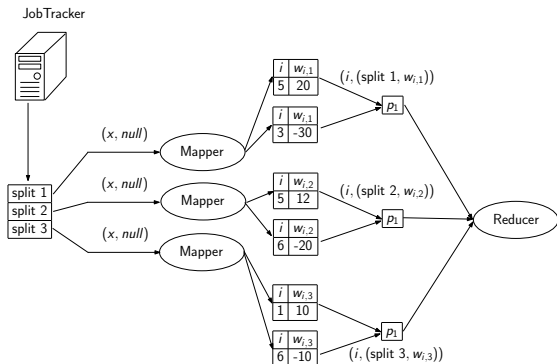 JobTracker
split 1
split 2
split 3
(x, null)
Mapper
(x, null)
Mapper
(x, null)
Mapper
i w_{i,1}
5 20
i w_{i,1}
3 -30
(i, (split 1, w_{i,1}))
p_1
i w_{i,2}
5 12
i w_{i,2}
6 -20
(i, (split 2, w_{i,2}))
p_1
i w_{i,3}
1 10
i w_{i,3}
6 -10
p_1
(i, (split 3, w_{i,3}))
Reducer